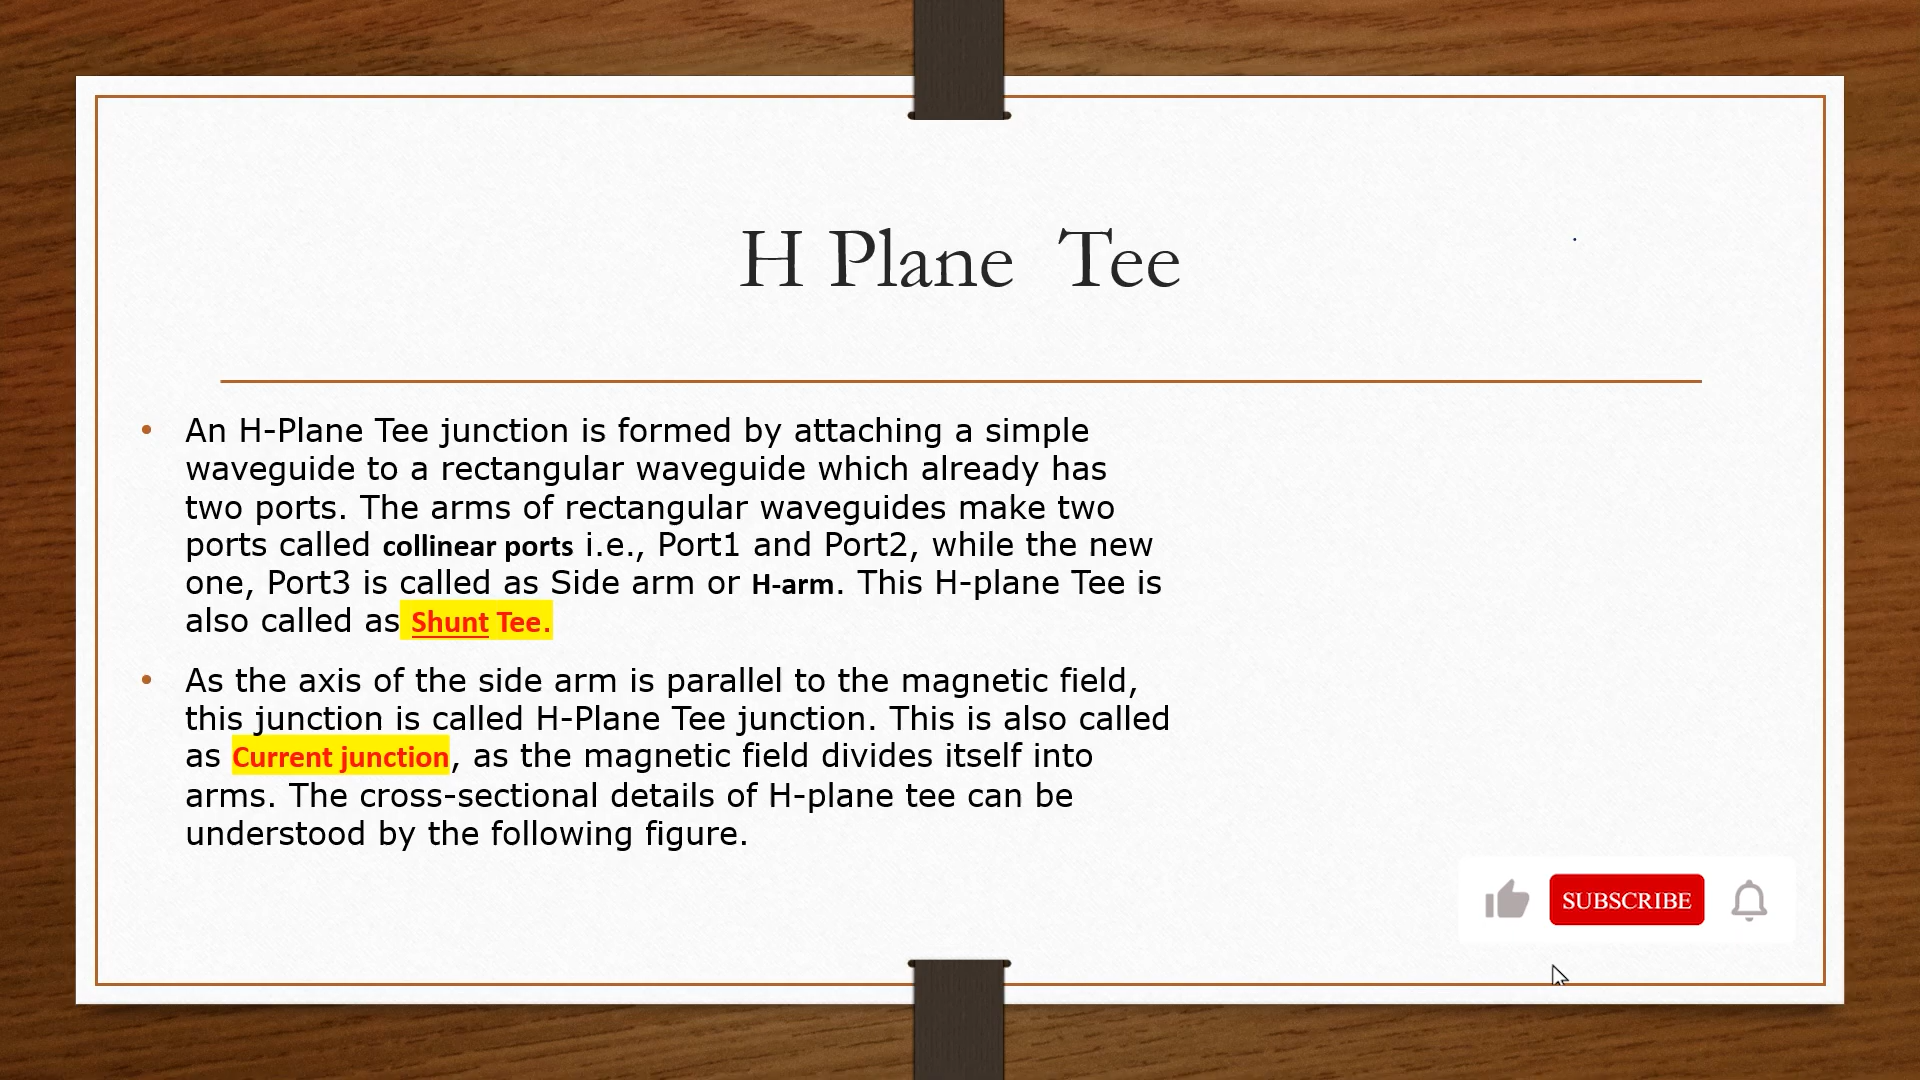 H Plane Tee
• An H-Plane Tee junction is formed by attaching a simple
waveguide to a rectangular waveguide which already has
two ports. The arms of rectangular waveguides make two
ports called collinear ports i.e., Port1 and Port2, while the new
one, Port3 is called as Side arm or H-arm. This H-plane Tee is
also called as Shunt Tee.
• As the axis of the side arm is parallel to the magnetic field,
this junction is called H-Plane Tee junction. This is also called
as Current junction, as the magnetic field divides itself into
arms. The cross-sectional details of H-plane tee can be
understood by the following figure.
SUBSCRIBE